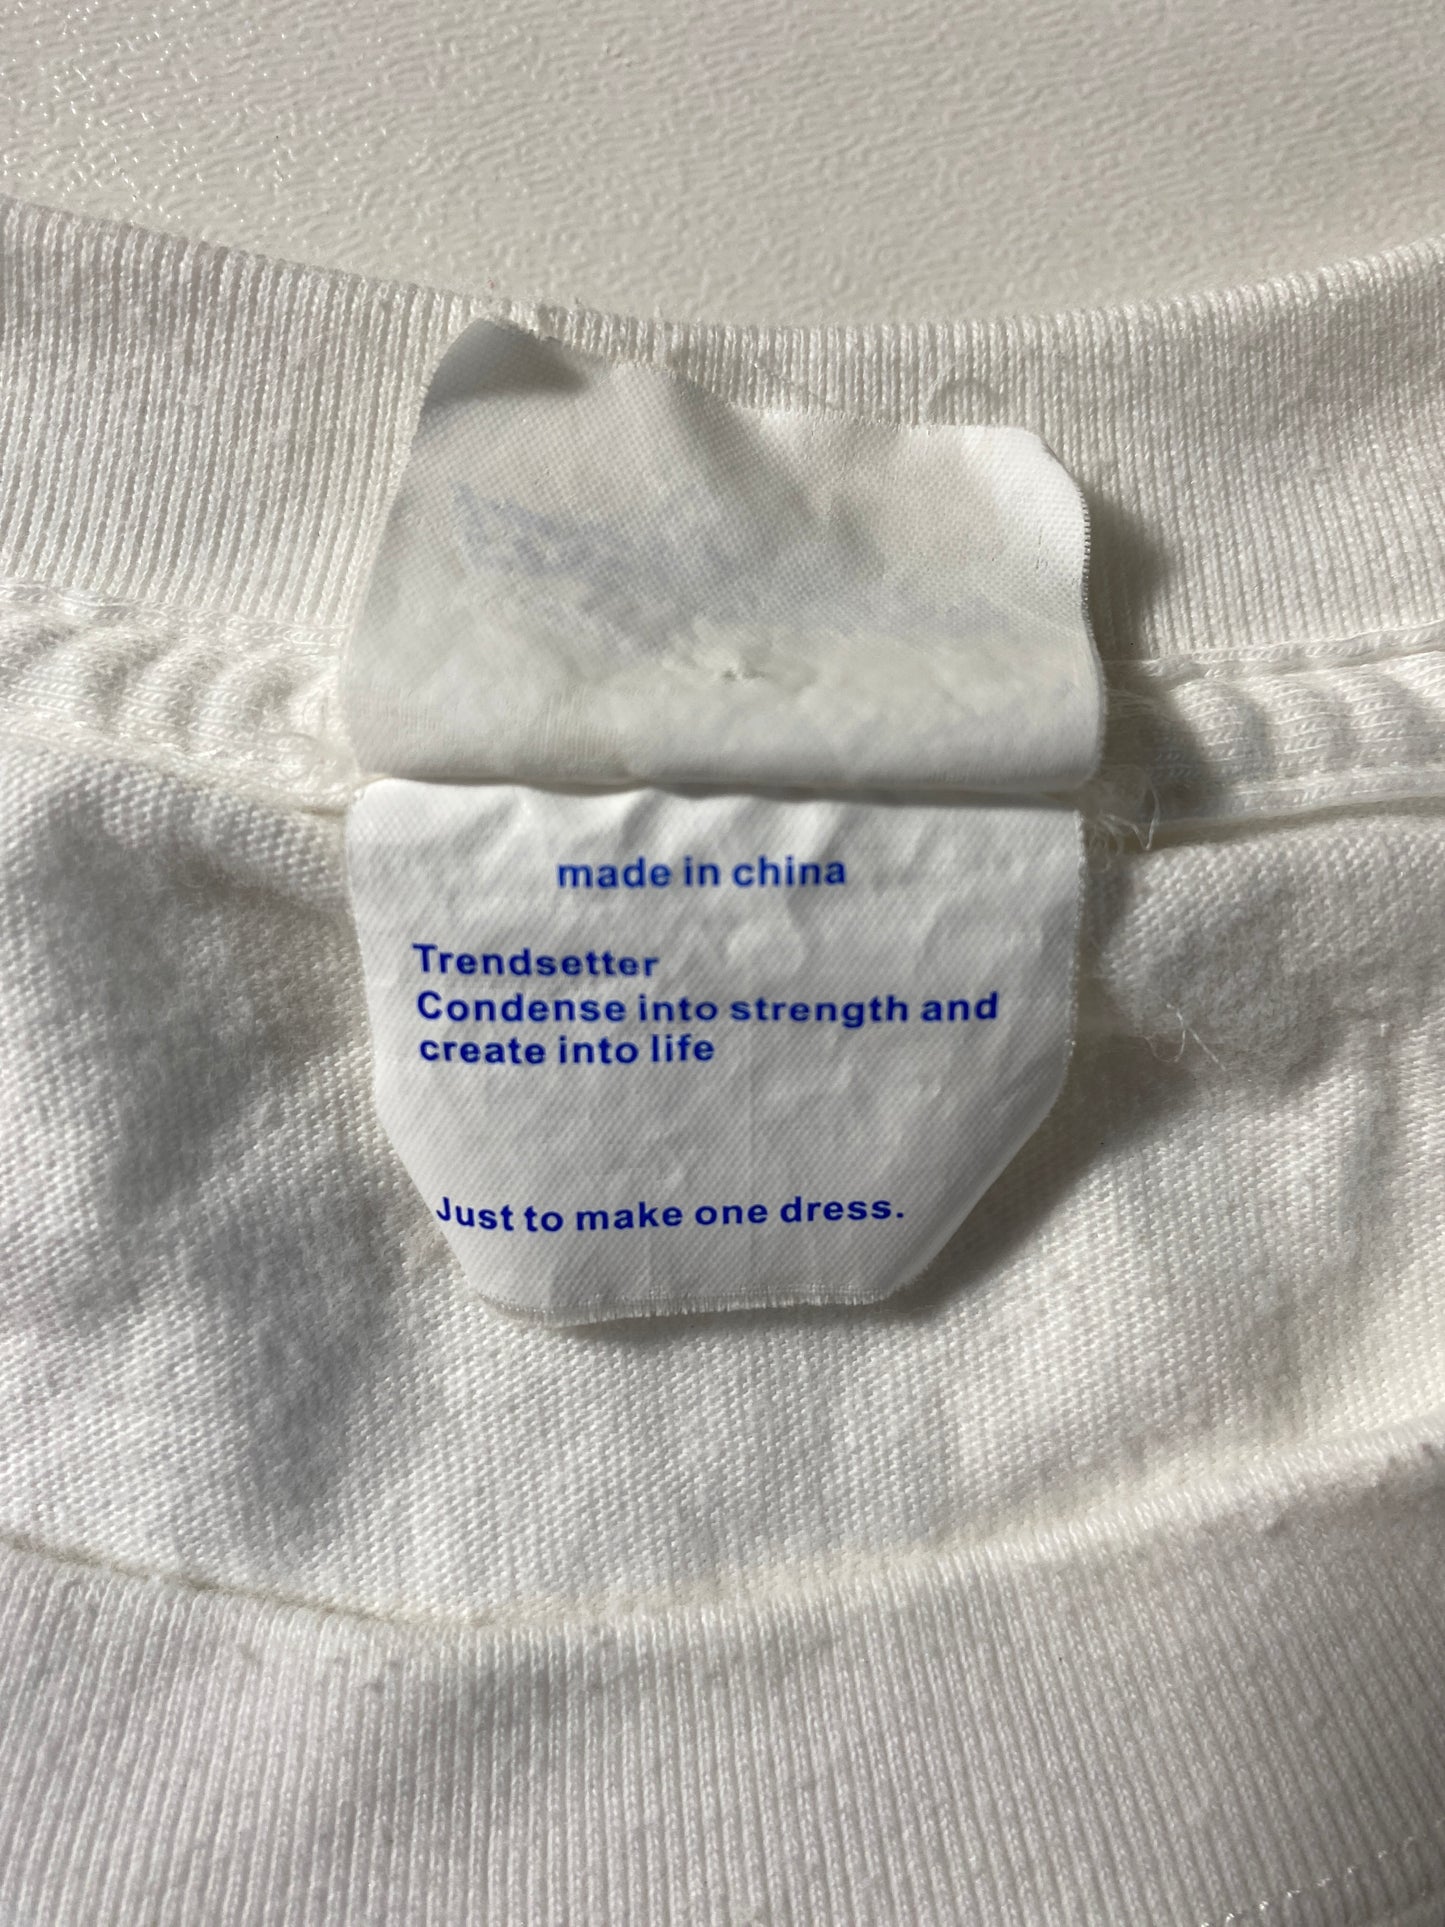 made in china
Trendsetter
Condense into strength and
create into life
Just to make one dress.